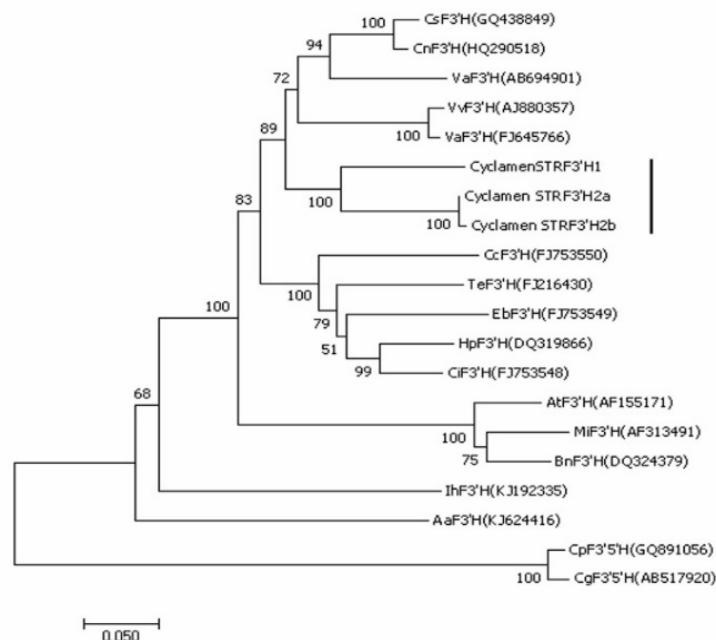 100
CsF3'H(GQ438849)
94
CnF3'H(HQ290518)
72
VaF3'H(AB694901)
VvF3'H(AJ880357)
89
100
VaF3'H(FJ645766)
CyclamenSTRF3'H1
83
100
Cyclamen STRF3'H2a
100
Cyclamen STRF3'H2b
CcF3'H(FJ753550)
100
TeF3'H(FJ216430)
100
EbF3'H(FJ753549)
79
HpF3'H(DQ319866)
51
99
CiF3'H(FJ753548)
68
AtF3'H(AF155171)
100
MiF3'H(AF313491)
75
BnF3'H(DQ324379)
IhF3'H(KJ192335)
AaF3'H(KJ624416)
CpF3'5'H(GQ891056)
100
CgF3'5'H(AB517920)
0.050